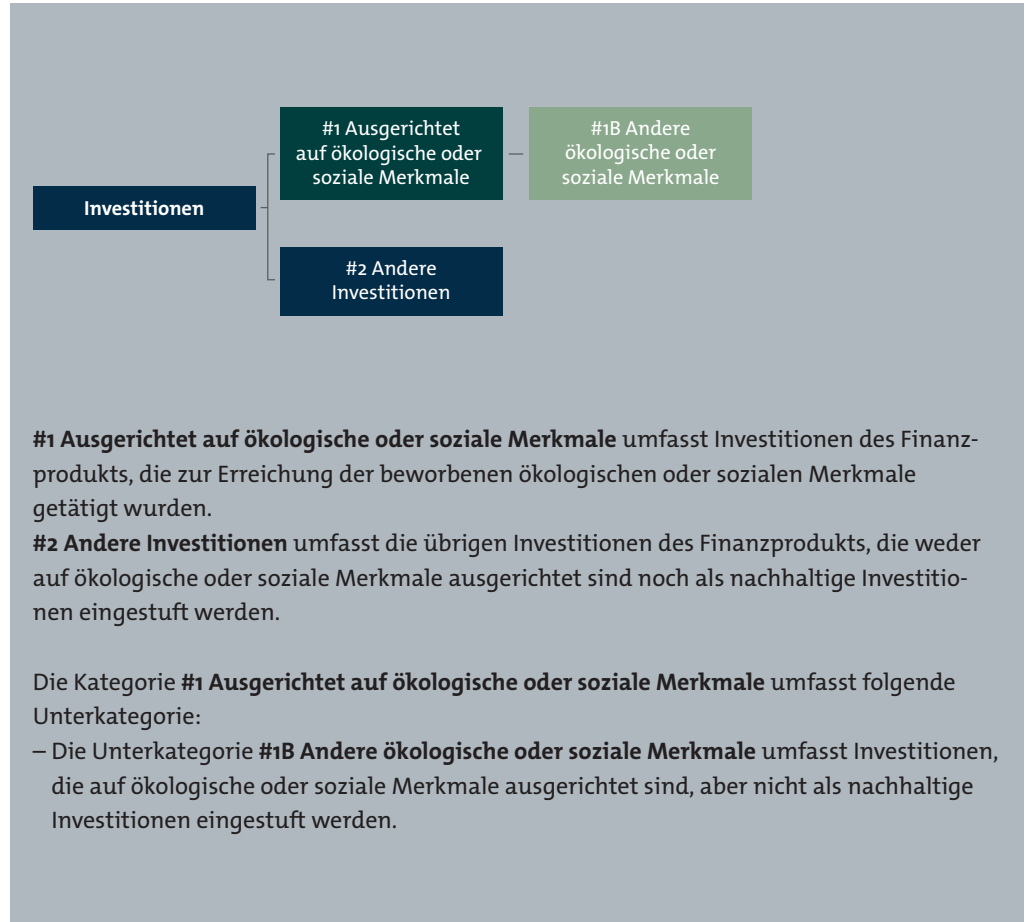 #1 Ausgerichtet
auf ökologische oder
soziale Merkmale
#1B Andere
ökologische oder
soziale Merkmale
Investitionen
#2 Andere
Investitionen
#1 Ausgerichtet auf ökologische oder soziale Merkmale umfasst Investitionen des Finanz-
produkts, die zur Erreichung der beworbenen ökologischen oder sozialen Merkmale
getätigt wurden.
#2 Andere Investitionen umfasst die übrigen Investitionen des Finanzprodukts, die weder
auf ökologische oder soziale Merkmale ausgerichtet sind noch als nachhaltige Investitio-
nen eingestuft werden.
Die Kategorie #1 Ausgerichtet auf ökologische oder soziale Merkmale umfasst folgende
Unterkategorie:
– Die Unterkategorie #1B Andere ökologische oder soziale Merkmale umfasst Investitionen,
die auf ökologische oder soziale Merkmale ausgerichtet sind, aber nicht als nachhaltige
Investitionen eingestuft werden.